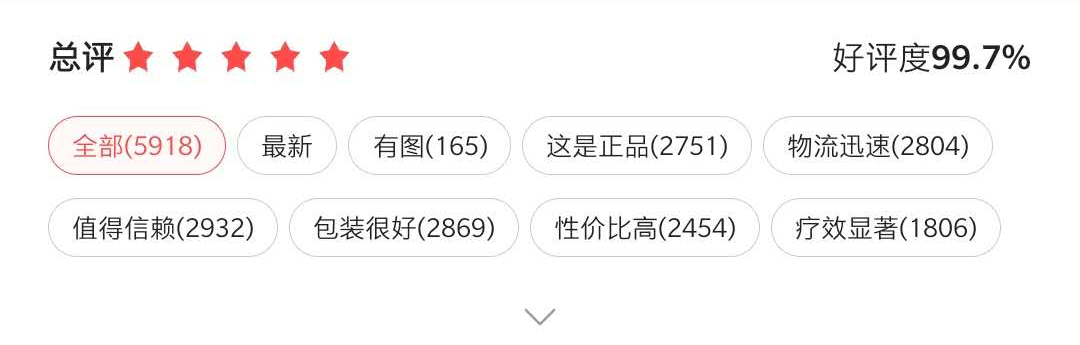 总评 好评度99.7%
全部(5918) 最新 有图(165) 这是正品(2751) 物流迅速(2804)
值得信赖(2932) 包装很好(2869) 性价比高(2454) 疗效显著(1806)